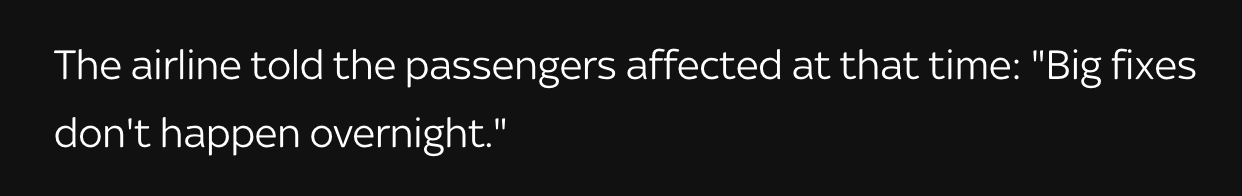 The airline told the passengers affected at that time: "Big fixes
don't happen overnight."